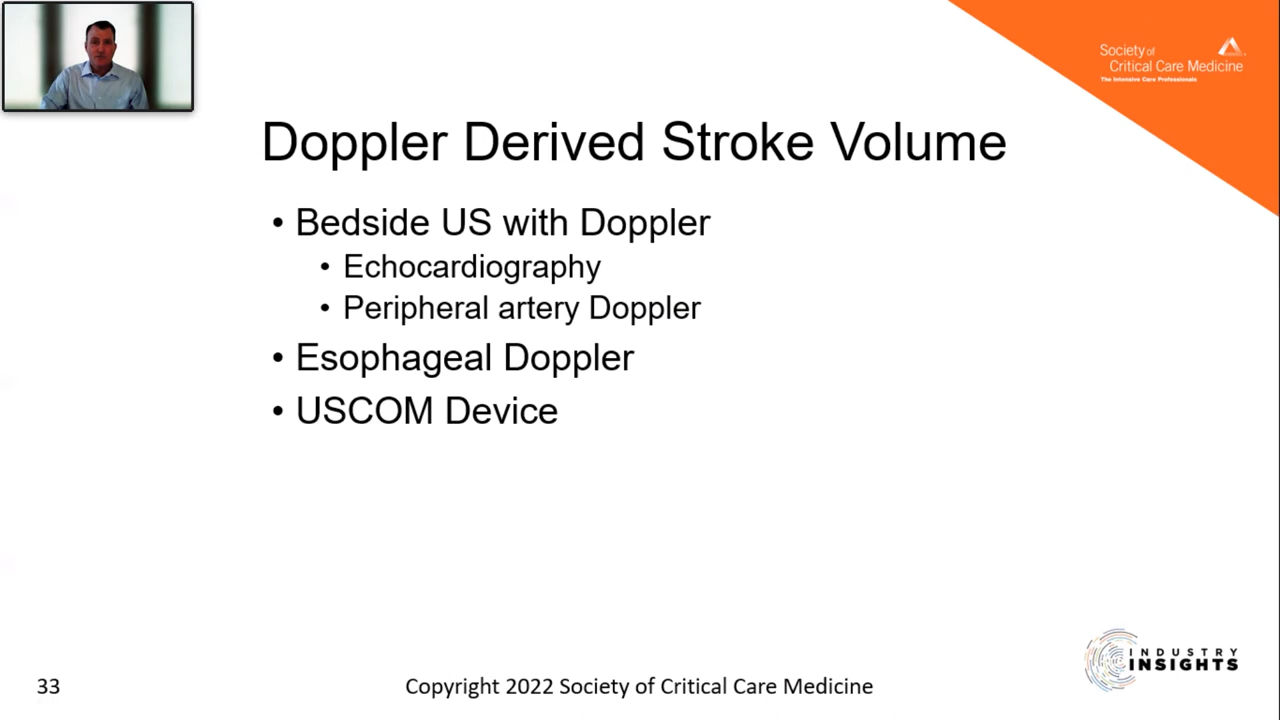 Society of
Critical Care Medicine
The Intensive Care Professionals
Doppler Derived Stroke Volume
• Bedside US with Doppler
• Echocardiography
• Peripheral artery Doppler
• Esophageal Doppler
• USCOM Device
INDUSTRY
INSIGHTS
33
Copyright 2022 Society of Critical Care Medicine